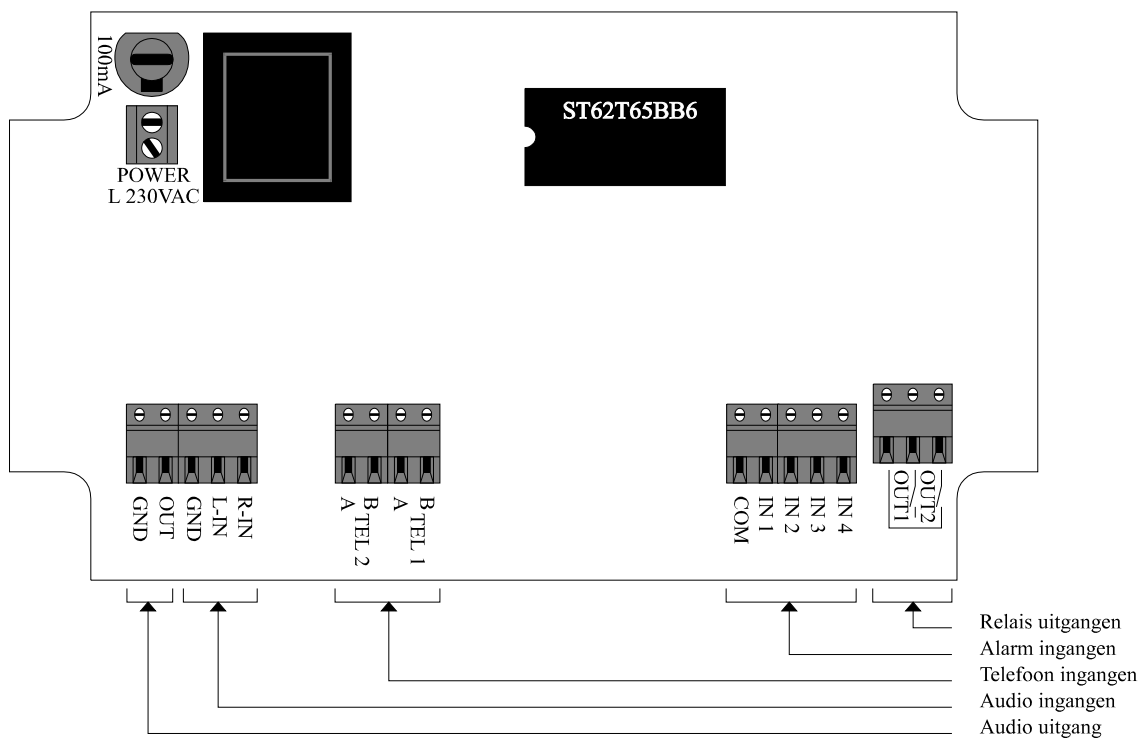 100mA
ST62T65BB6
POWER
L 230VAC
GND
OUT
GND
L-IN
R-IN
A
B
TEL 2
A
B
TEL 1
COM
IN 1
IN 2
IN 3
IN 4
OUT1
OUT2
Relais uitgangen
Alarm ingangen
Telefoon ingangen
Audio ingangen
Audio uitgang